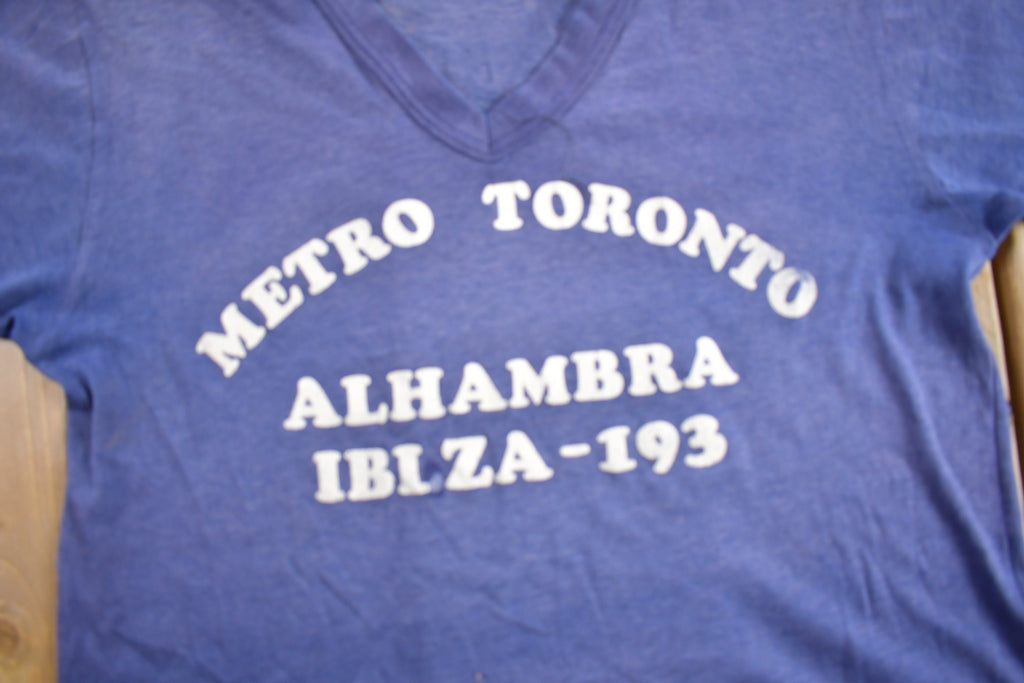 METRO TORONTO
ALHAMBRA
IBIZA - 193